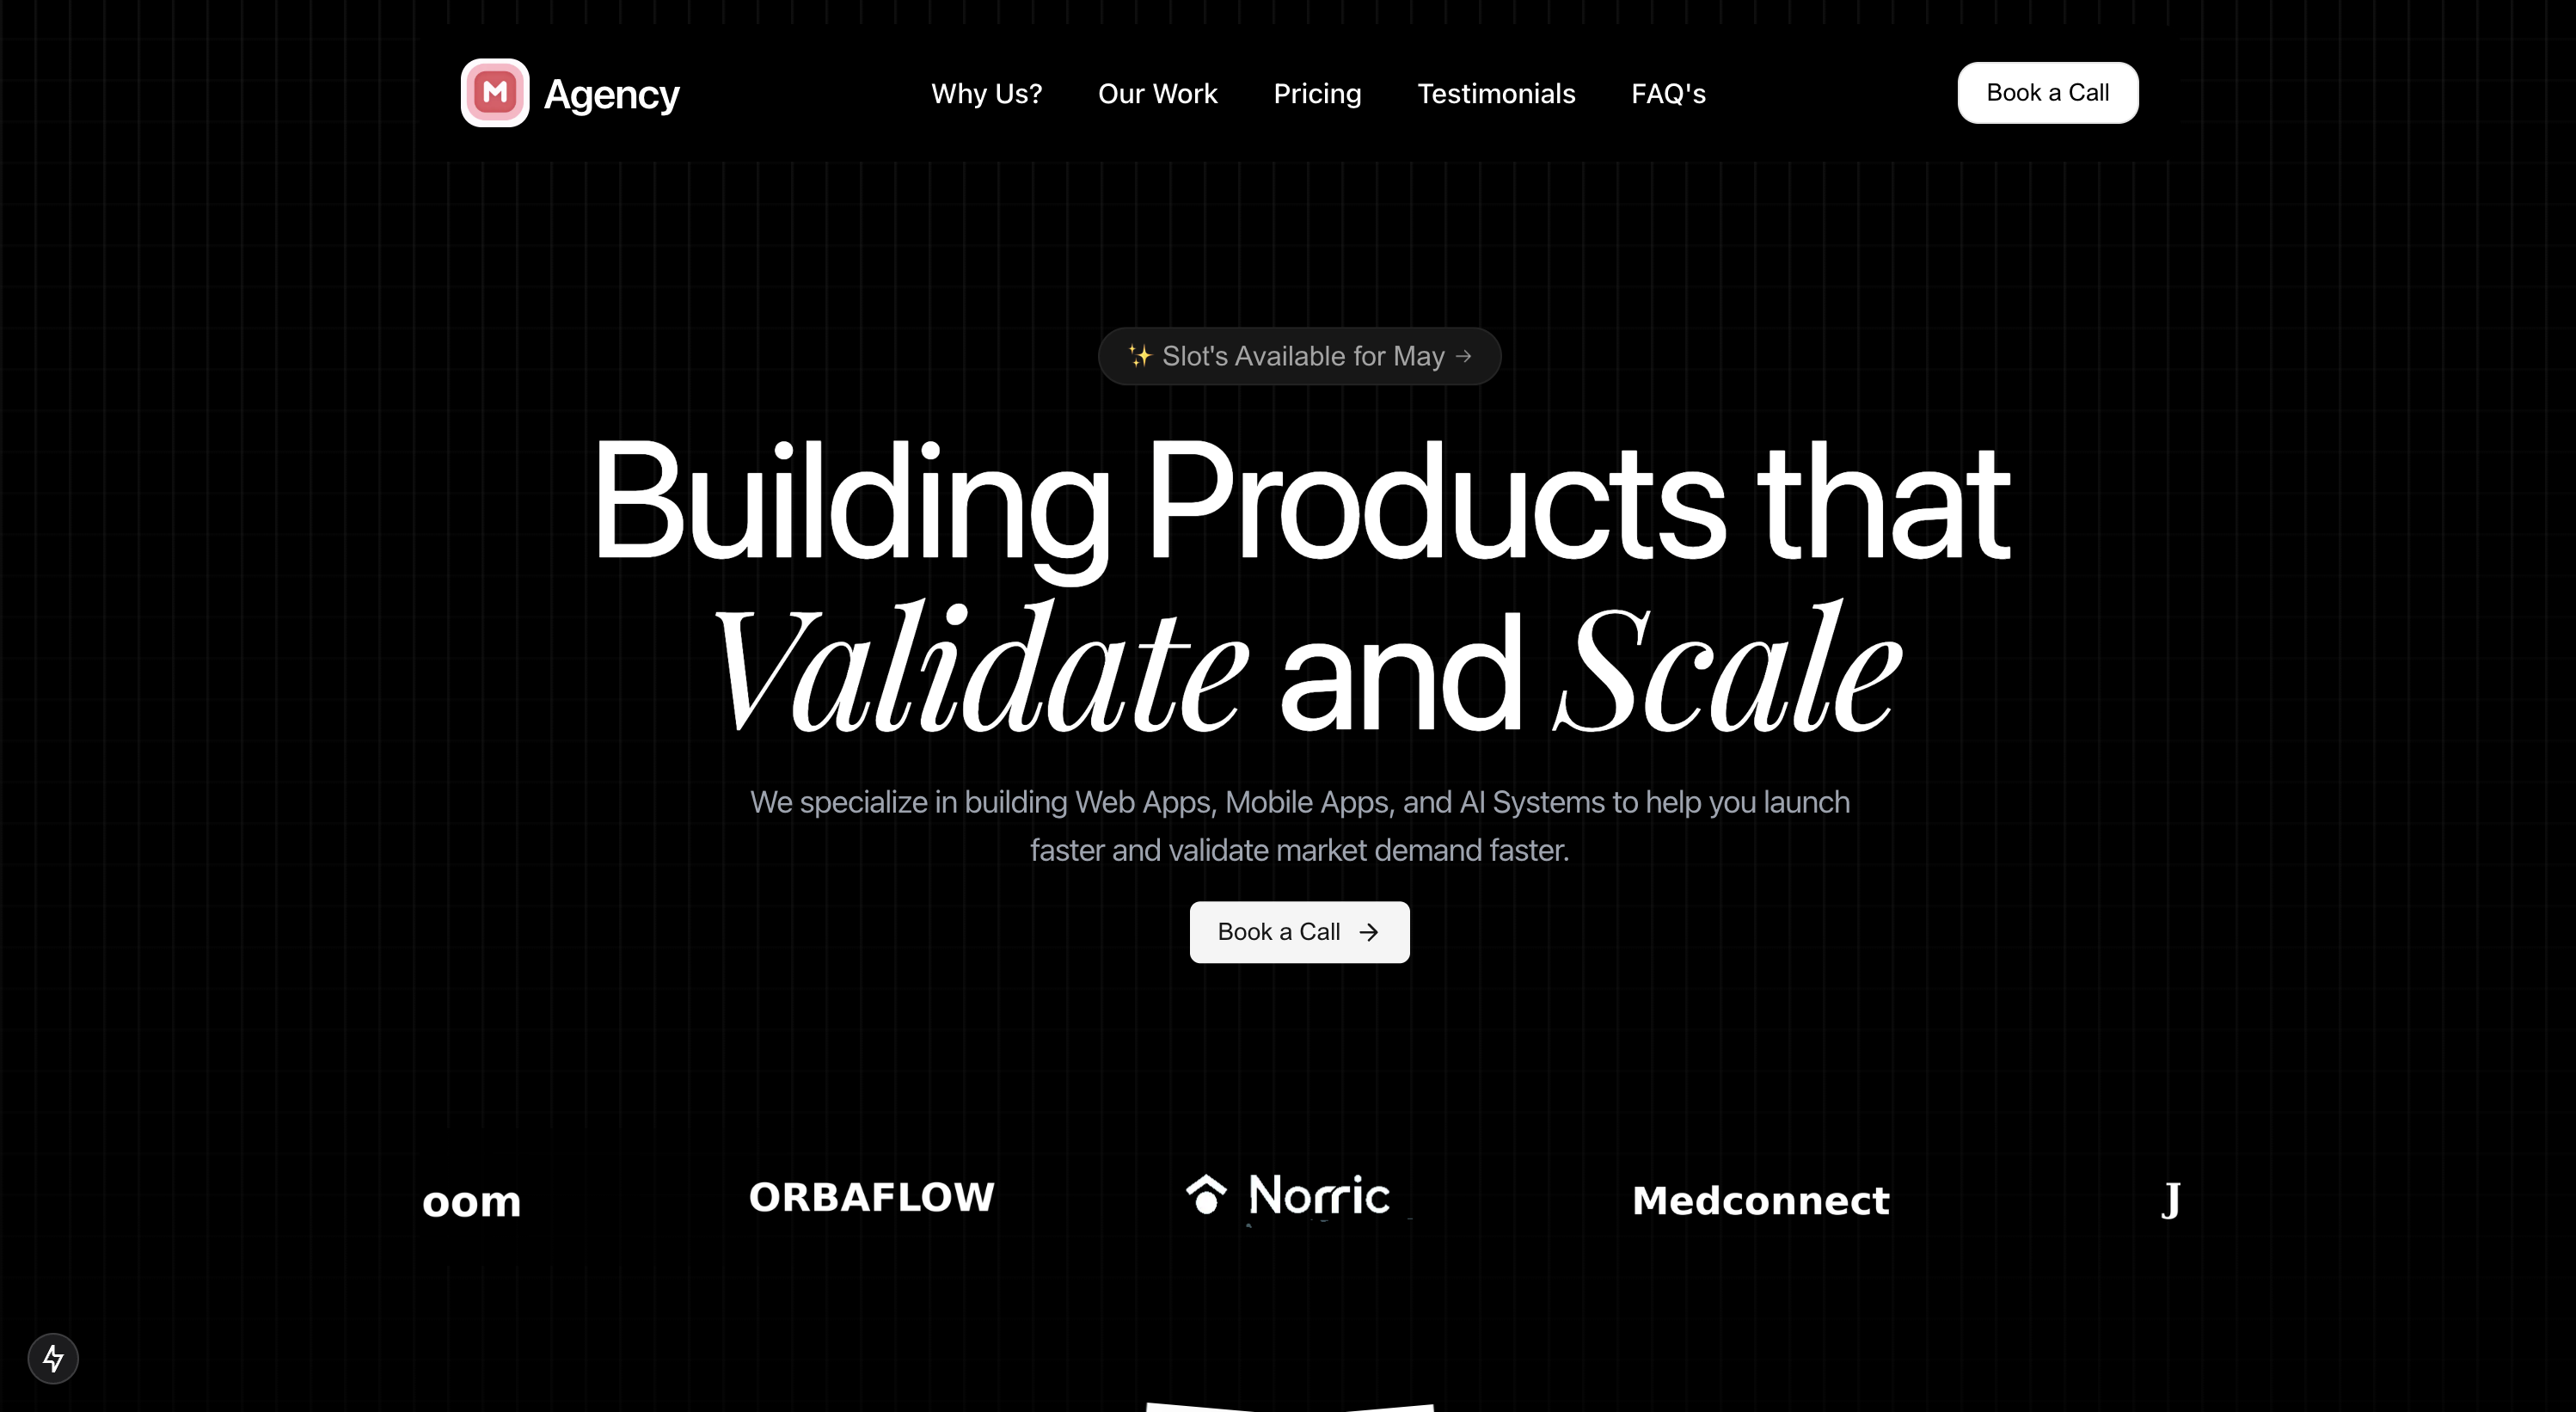 M Agency
Why Us? Our Work Pricing Testimonials FAQ's
Book a Call
✨ Slot's Available for May →
Building Products that
Validate and Scale
We specialize in building Web Apps, Mobile Apps, and AI Systems to help you launch
faster and validate market demand faster.
Book a Call →
oom ORBAFLOW Norric Medconnect J